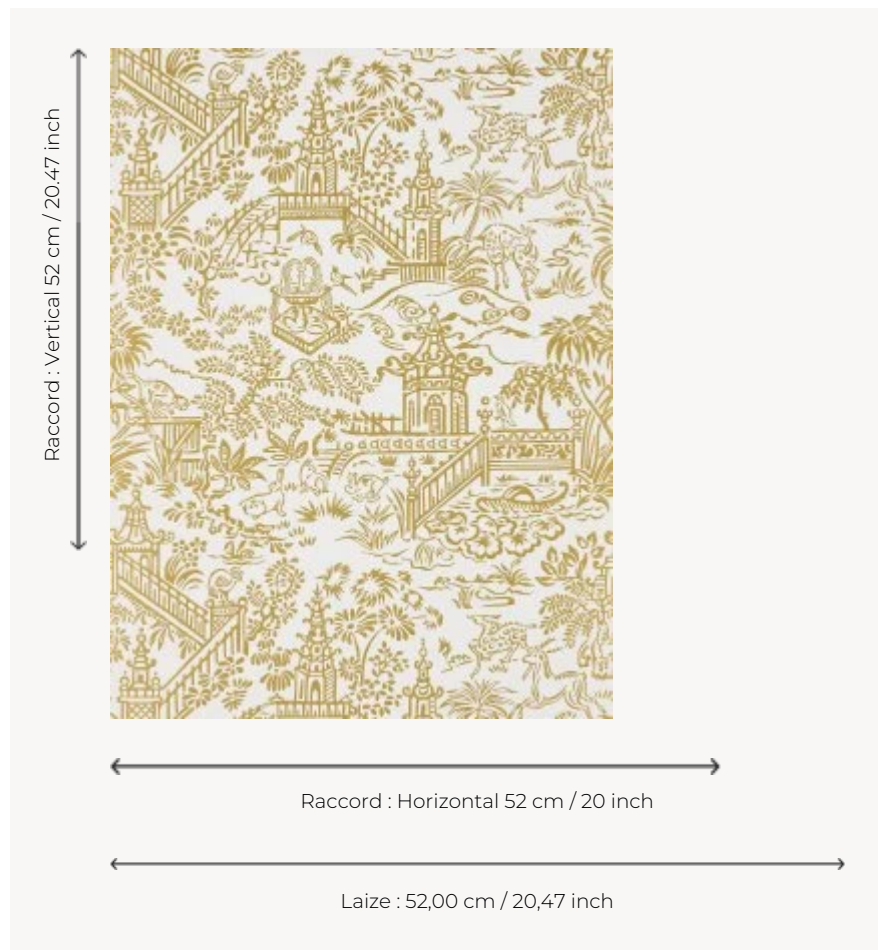 Raccord : Vertical 52 cm / 20.47 inch
Raccord : Horizontal 52 cm / 20 inch
Laize : 52,00 cm / 20,47 inch